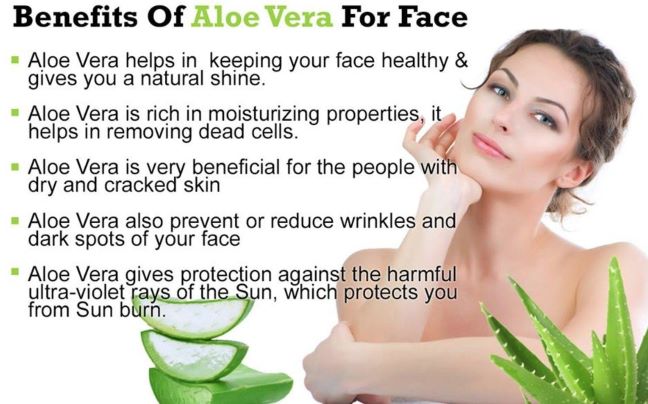 Benefits Of Aloe Vera For Face
Aloe Vera helps in keeping your face healthy &
gives you a natural shine.
Aloe Vera is rich in moisturizing properties, it
helps in removing dead cells.
Aloe Vera is very beneficial for the people with
dry and cracked skin
Aloe Vera also prevent or reduce wrinkles and
dark spots of your face
Aloe Vera gives protection against the harmful
ultra-violet rays of the Sun, which protects you
from Sun burn.